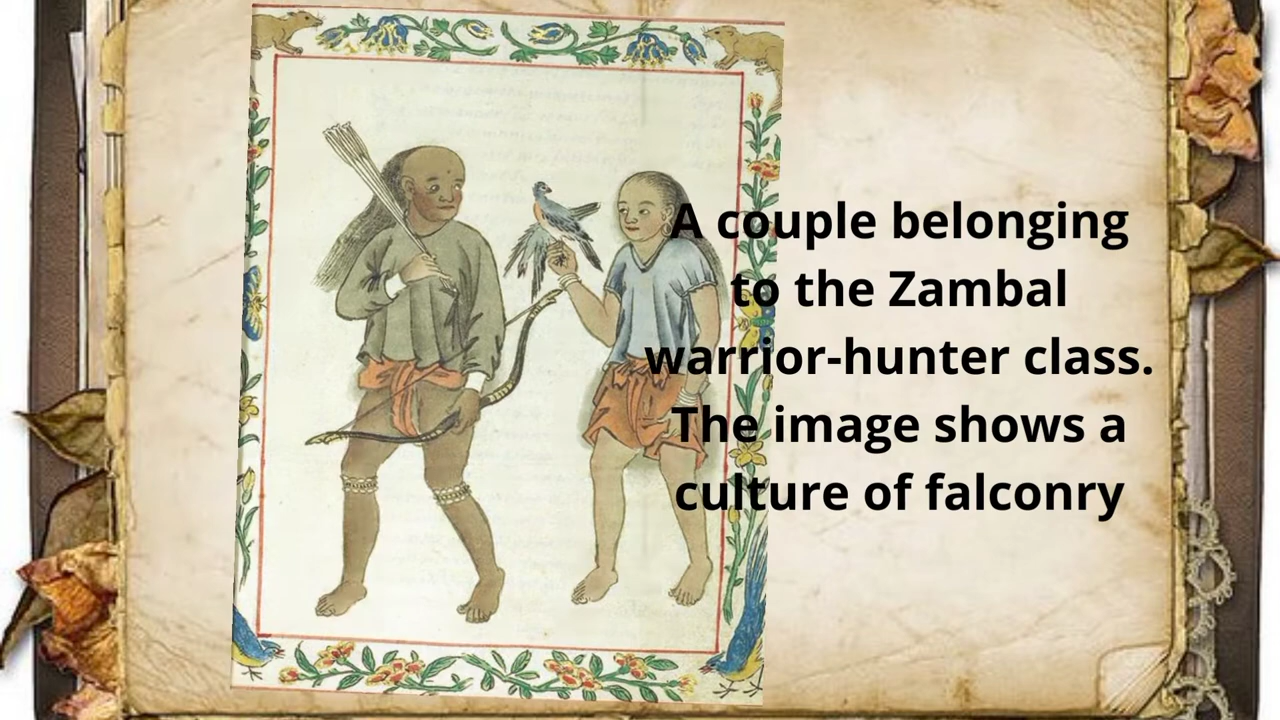 A couple belonging
to the Zambal
warrior-hunter class.
The image shows a
culture of falconry